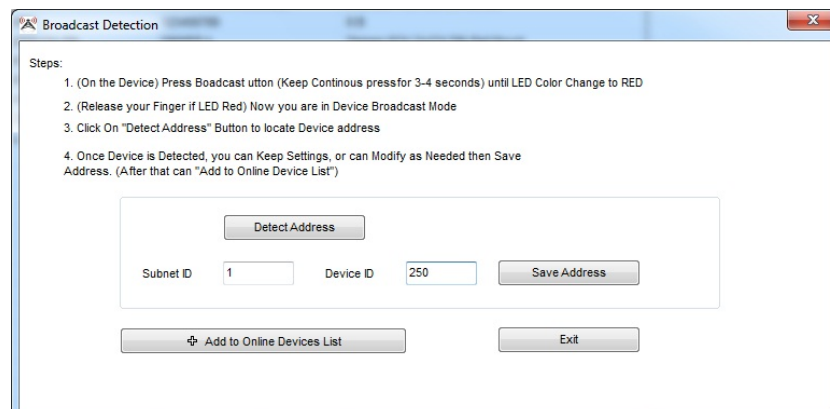 Broadcast Detection
Steps:
1. (On the Device) Press Boadcast utton (Keep Continous pressfor 3-4 seconds) until LED Color Change to RED
2. (Release your Finger if LED Red) Now you are in Device Broadcast Mode
3. Click On "Detect Address" Button to locate Device address
4. Once Device is Detected, you can Keep Settings, or can Modify as Needed then Save
Address. (After that can "Add to Online Device List")
Detect Address
Subnet ID 1 Device ID 250 Save Address
Add to Online Devices List Exit